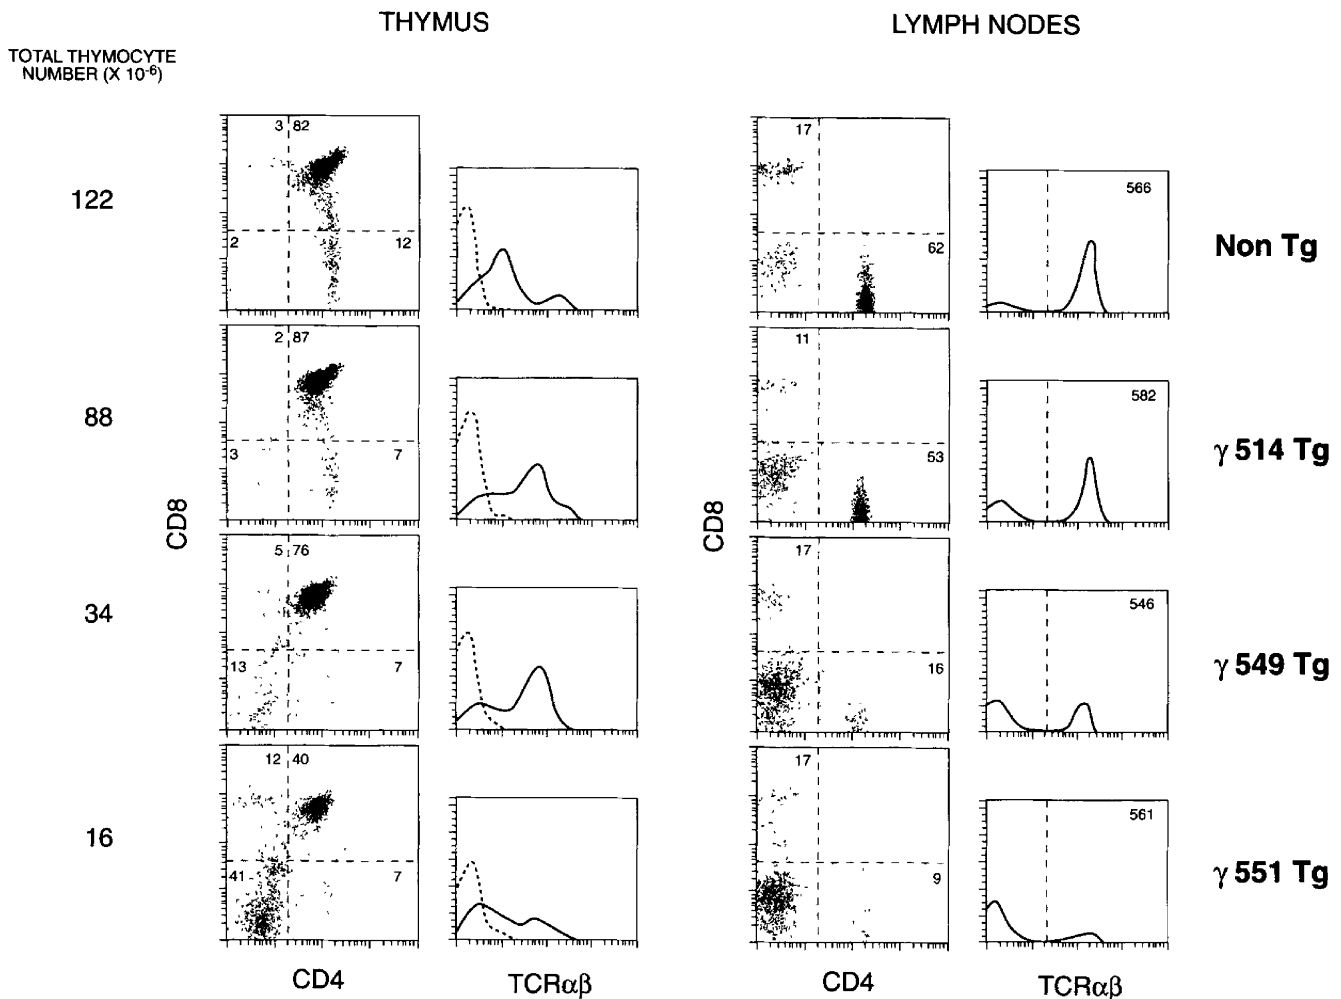 THYMUS
LYMPH NODES
TOTAL THYMOCYTE
NUMBER (X 10-6)
122
3 82
2 12
17
62
566
Non Tg
88
2 87
3 7
11
53
582
γ 514 Tg
CD8
CD8
34
5 76
13 7
17
16
546
γ 549 Tg
16
12 40
41 7
17
9
561
γ 551 Tg
CD4
TCRαβ
CD4
TCRαβ